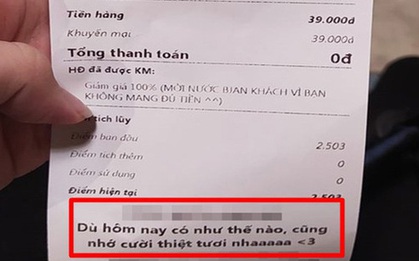 Tiền hàng 39.000đ
Khuyến mại 39.000đ
Tổng thanh toán 0đ
HĐ đã được KM:
Giảm giá 100% (MỜI NƯỚC BẠN KHÁCH VÌ BẠN
KHÔNG MANG ĐỦ TIỀN ^^)
tích lũy
Điểm ban đầu 2.503
Điểm tích thêm 0
Điểm sử dụng 0
Điểm hiện tại 2.503
Dù hôm nay có như thế nào, cũng
nhớ cười thiệt tươi nhaaaaa <3